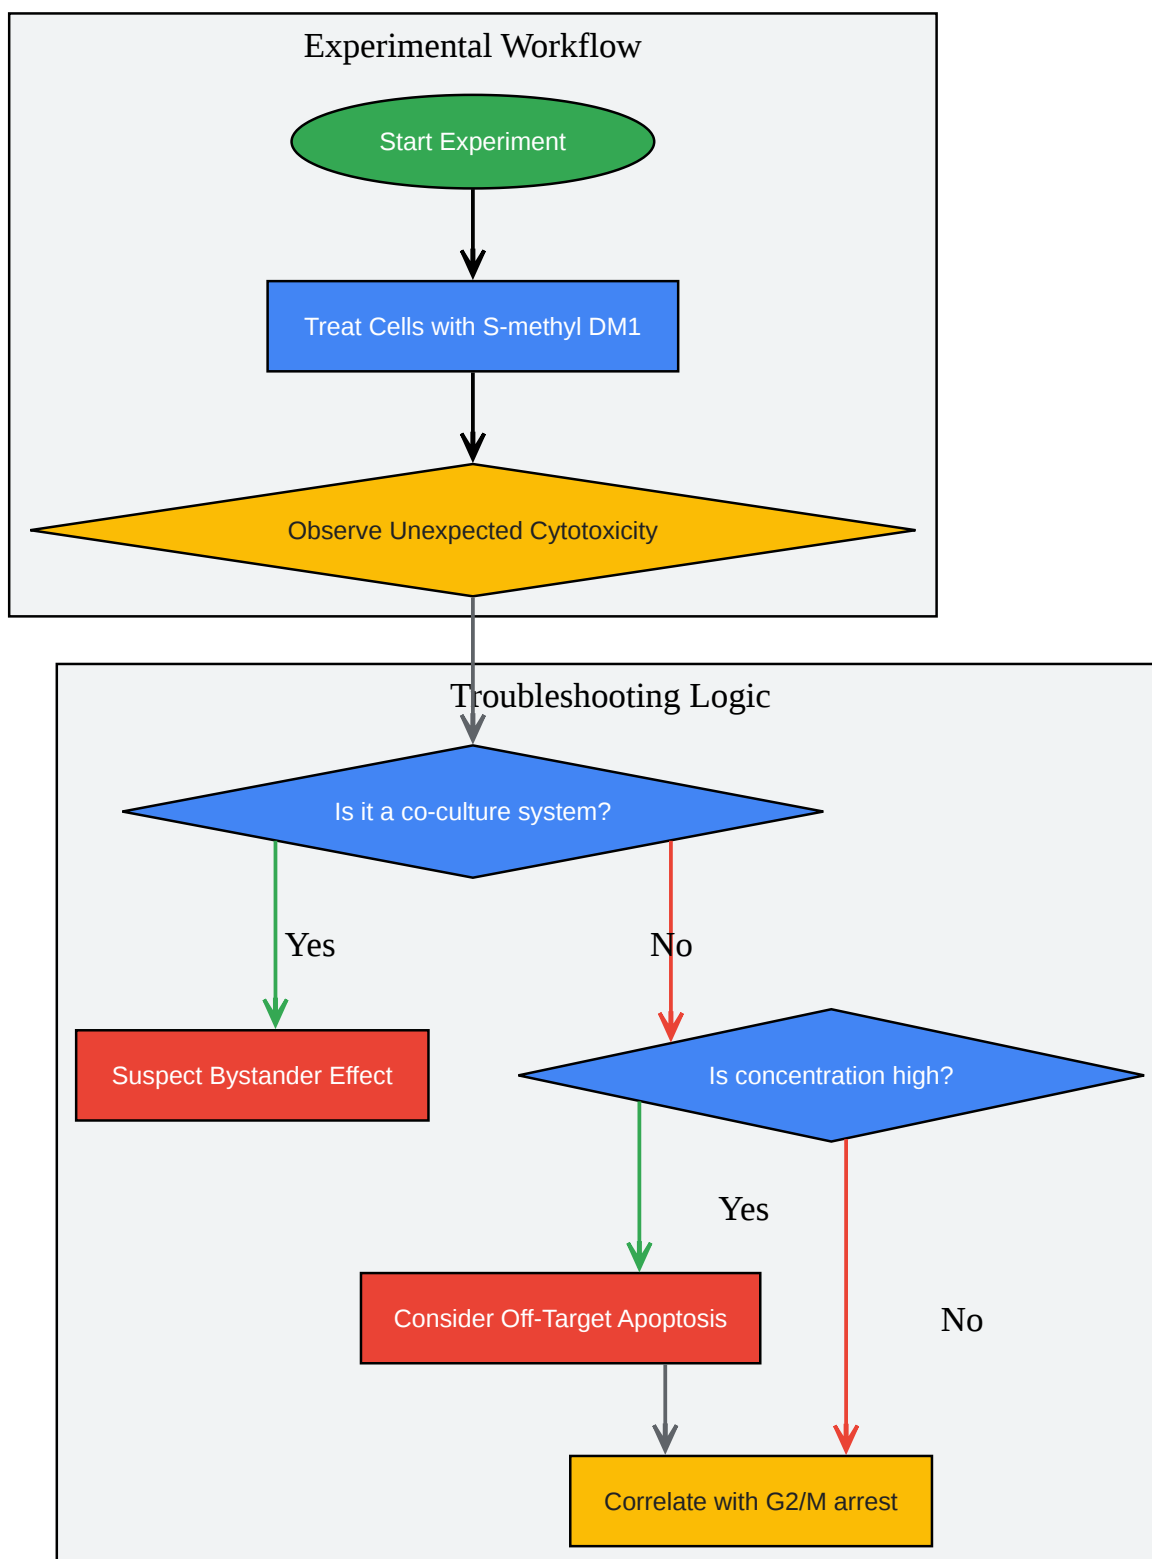 Experimental Workflow
Start Experiment
Treat Cells with S-methyl DM1
Observe Unexpected Cytotoxicity
Troubleshooting Logic
Is it a co-culture system?
Yes
No
Suspect Bystander Effect
Is concentration high?
Yes
Consider Off-Target Apoptosis
No
Correlate with G2/M arrest